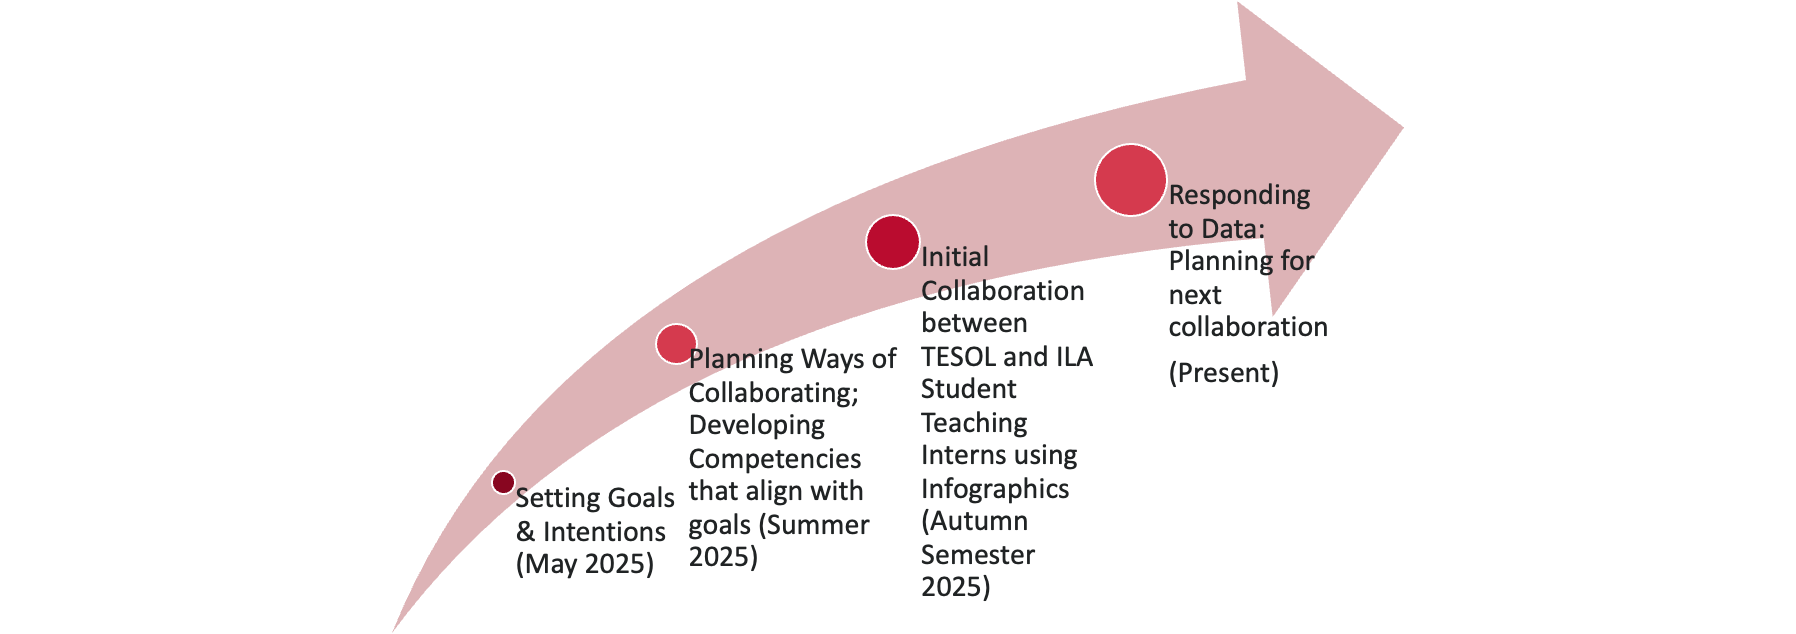 Setting Goals
& Intentions
(May 2025)
Planning Ways of
Collaborating;
Developing
Competencies
that align with
goals (Summer
2025)
Initial
Collaboration
between
TESOL and ILA
Student
Teaching
Interns using
Infographics
(Autumn
Semester
2025)
Responding
to Data:
Planning for
next
collaboration
(Present)